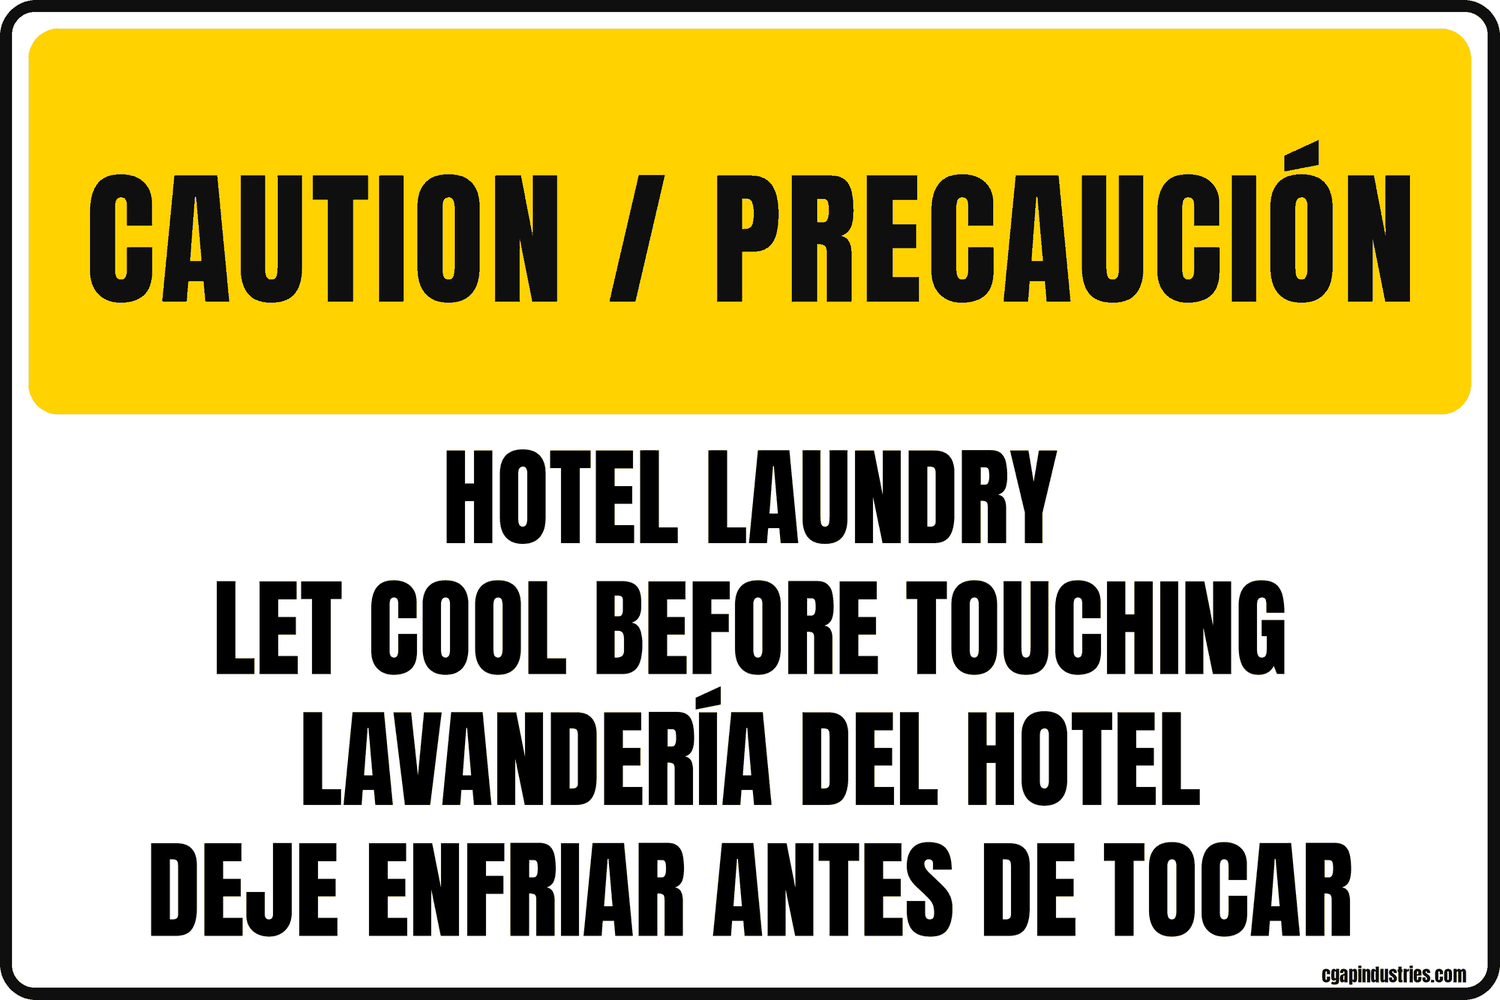 CAUTION / PRECAUCIÓN
HOTEL LAUNDRY
LET COOL BEFORE TOUCHING
LAVANDERÍA DEL HOTEL
DEJE ENFRIAR ANTES DE TOCAR
cgapindustries.com